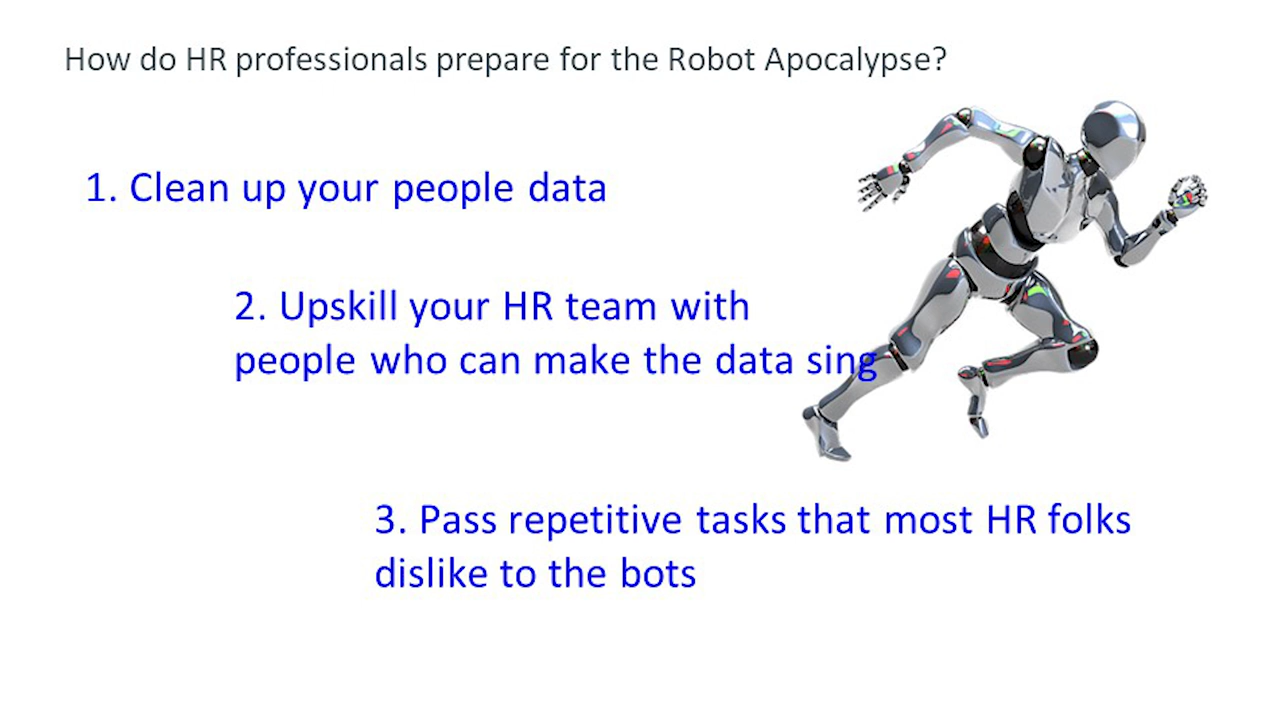 How do HR professionals prepare for the Robot Apocalypse?
1. Clean up your people data
2. Upskill your HR team with
people who can make the data sing
3. Pass repetitive tasks that most HR folks
dislike to the bots